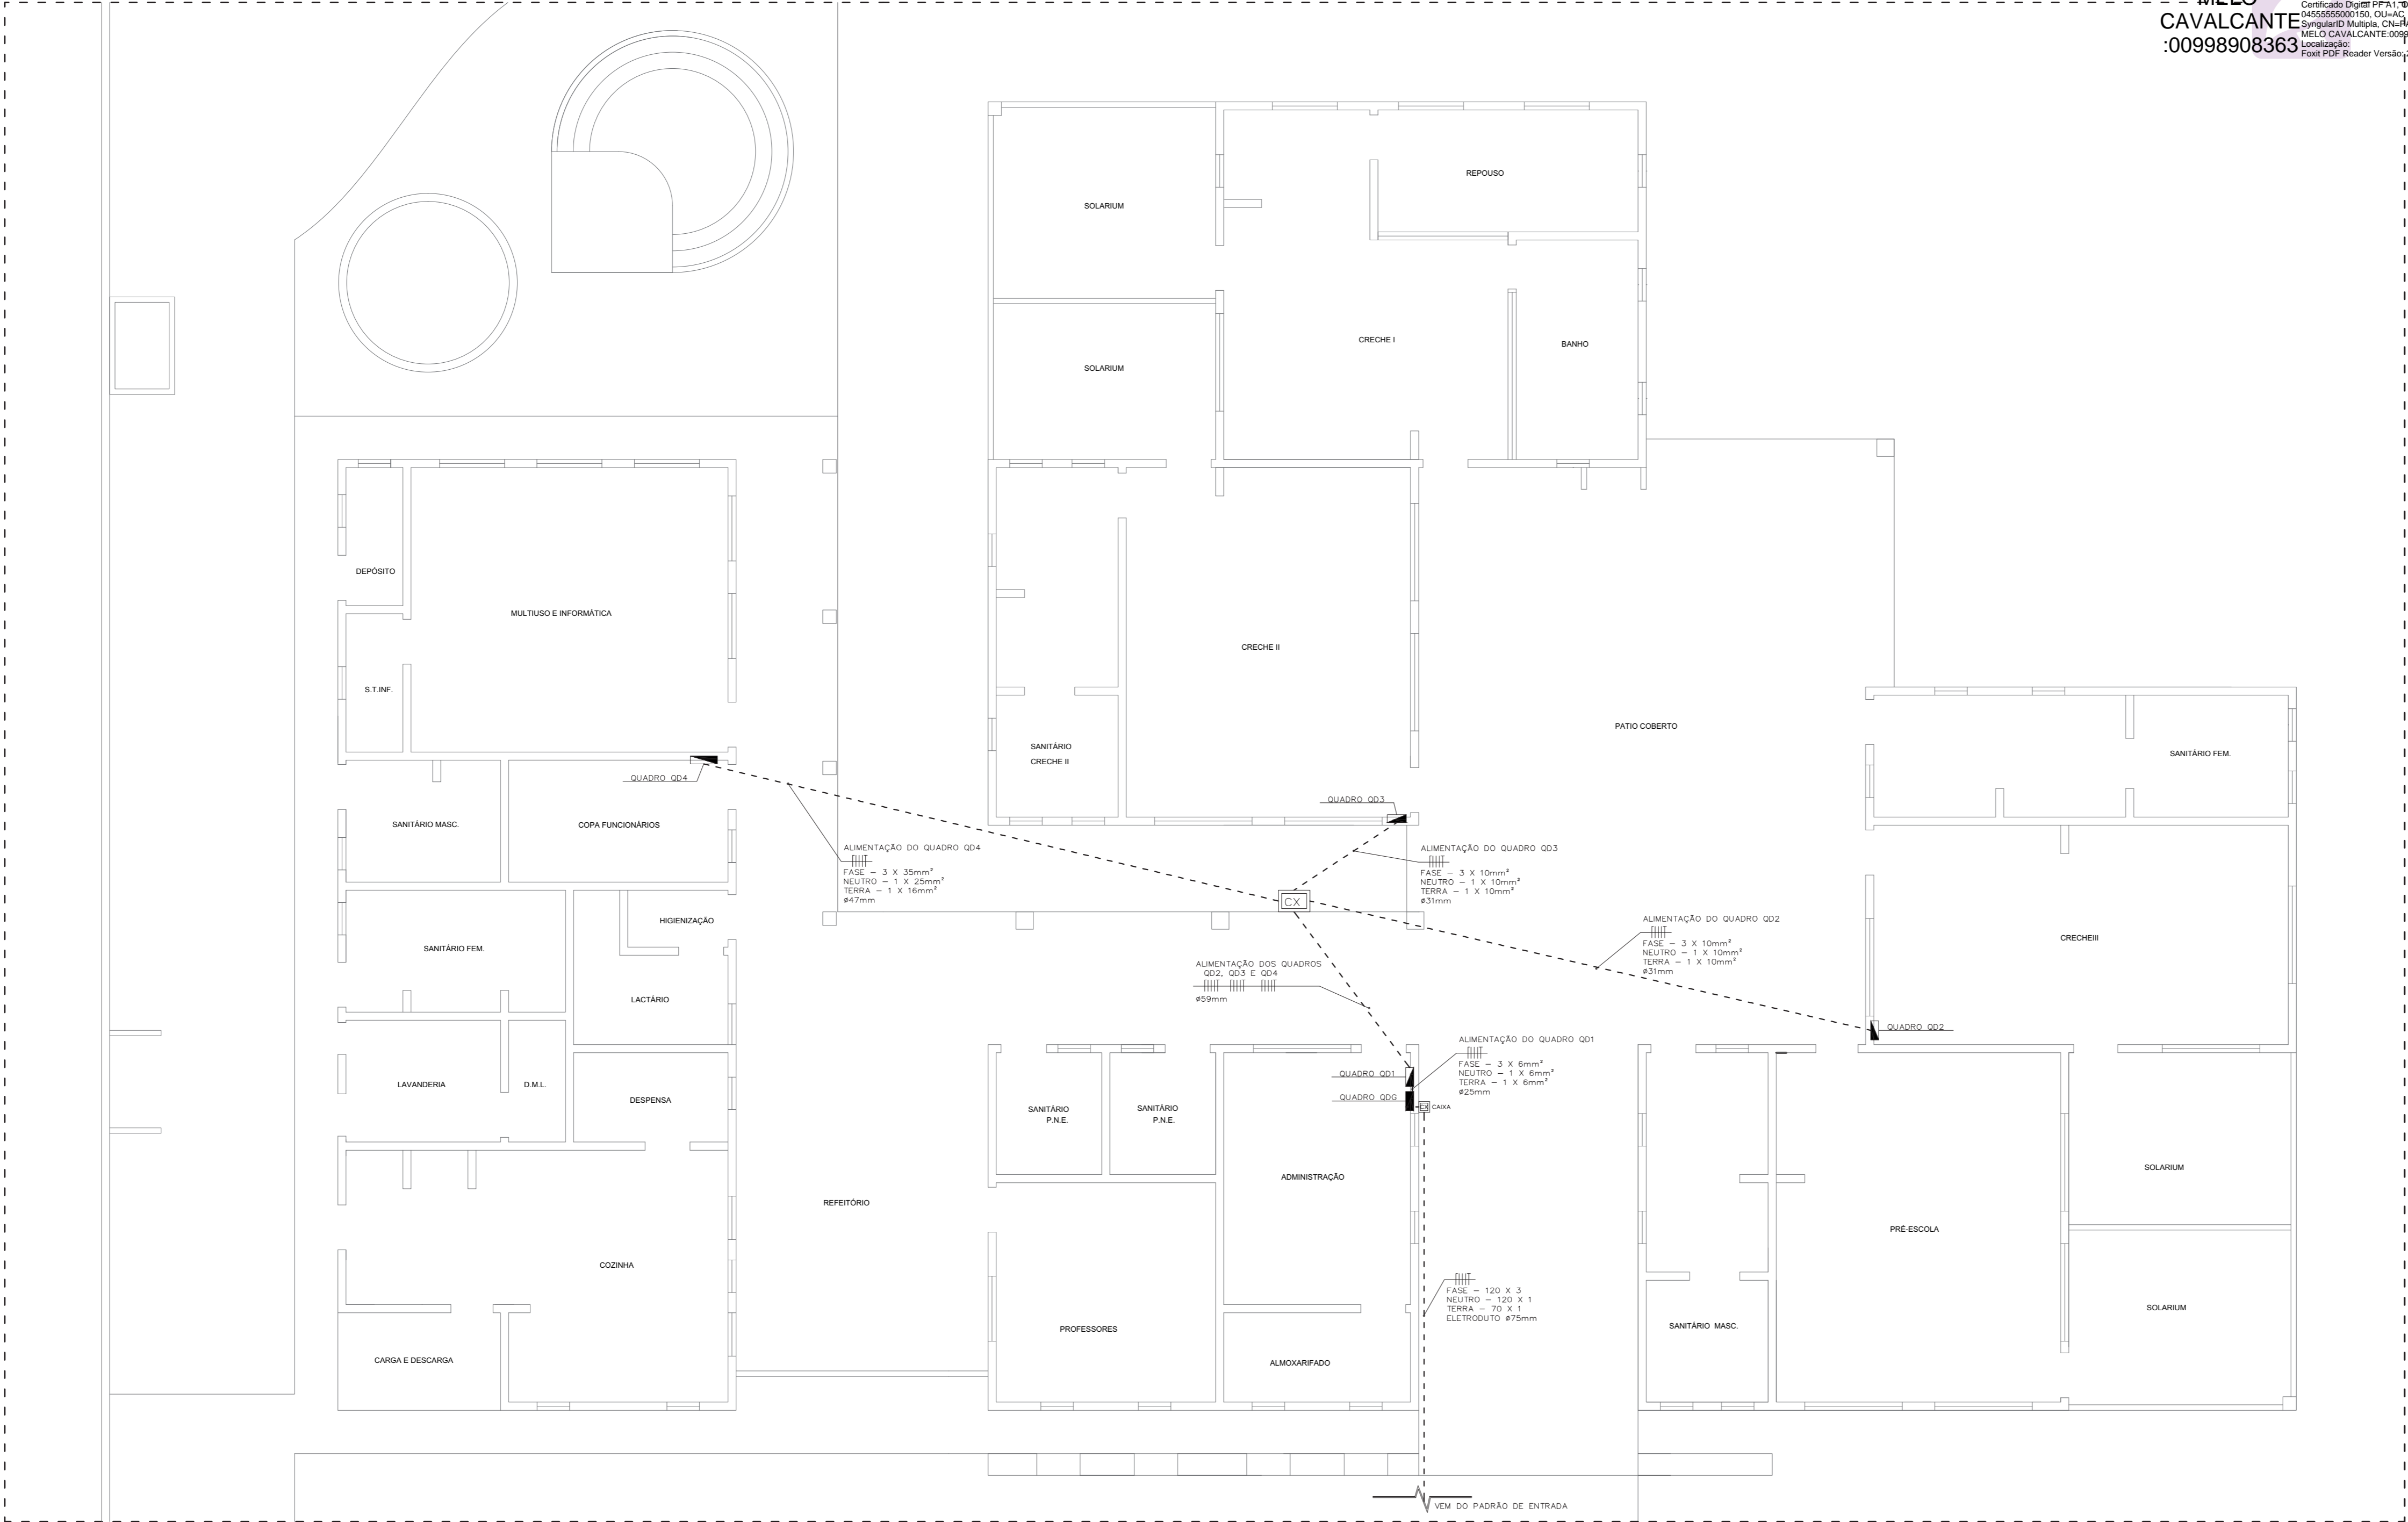 CAVALCANTE
:00998908363
04555555000150, OU=AC
SyngularID Multipla, CN=
MELO CAVALCANTE:0099
Localização:
Foxit PDF Reader Versão:
REPOUSO
SOLARIUM
CRECHE I
BANHO
SOLARIUM
DEPÓSITO
MULTIUSO E INFORMÁTICA
CRECHE II
S.T.INF.
PATIO COBERTO
SANITÁRIO
CRECHE II
SANITÁRIO FEM.
QUADRO QD4
QUADRO QD3
SANITÁRIO MASC.
COPA FUNCIONÁRIOS
ALIMENTAÇÃO DO QUADRO QD4
FASE – 3 X 35mm²
NEUTRO – 1 X 25mm²
TERRA – 1 X 16mm²
ø47mm
ALIMENTAÇÃO DO QUADRO QD3
FASE – 3 X 10mm²
NEUTRO – 1 X 10mm²
TERRA – 1 X 10mm²
ø31mm
CX
HIGIENIZAÇÃO
SANITÁRIO FEM.
ALIMENTAÇÃO DO QUADRO QD2
FASE – 3 X 10mm²
NEUTRO – 1 X 10mm²
TERRA – 1 X 10mm²
ø31mm
CRECHEIII
ALIMENTAÇÃO DOS QUADROS
QD2, QD3 E QD4
ø59mm
LACTÁRIO
QUADRO QD2
ALIMENTAÇÃO DO QUADRO QD1
FASE – 3 X 6mm²
NEUTRO – 1 X 6mm²
TERRA – 1 X 6mm²
ø25mm
QUADRO QD1
QUADRO QDG
CX CAIXA
LAVANDERIA
D.M.L.
DESPENSA
SANITÁRIO
P.N.E.
SANITÁRIO
P.N.E.
ADMINISTRAÇÃO
SOLARIUM
REFEITÓRIO
PRÉ-ESCOLA
COZINHA
FASE – 120 X 3
NEUTRO – 120 X 1
TERRA – 70 X 1
ELETRODUTO ø75mm
SOLARIUM
PROFESSORES
SANITÁRIO MASC.
CARGA E DESCARGA
ALMOXARIFADO
VEM DO PADRÃO DE ENTRADA